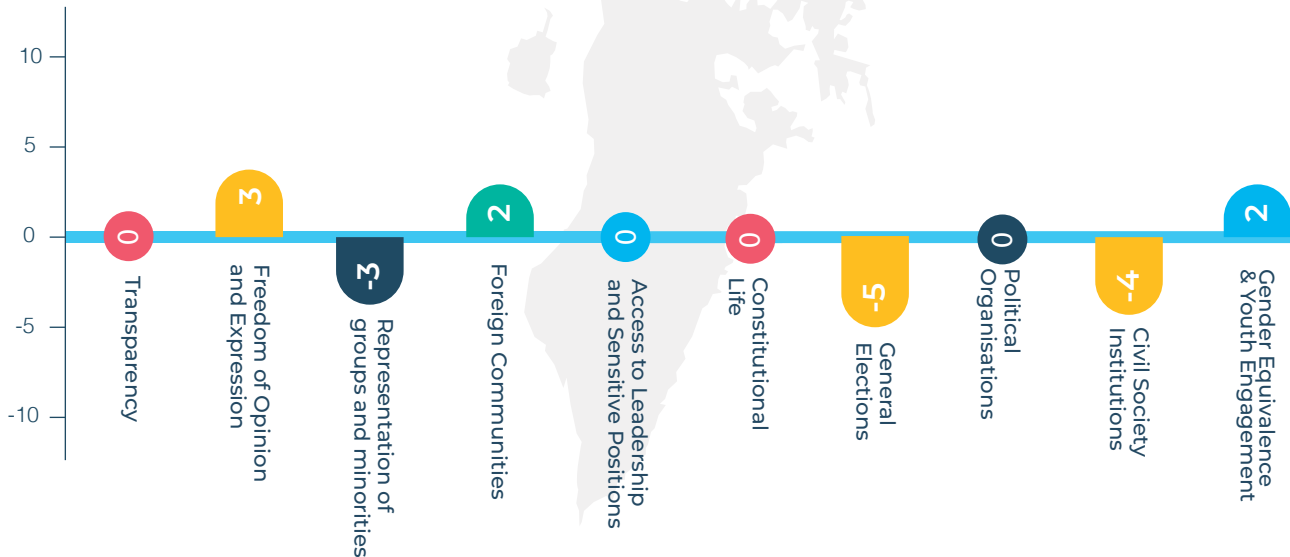 10
5
0
-5
-10
0
Transparency
3
Freedom of Opinion
and Expression
-3
Representation of
groups and minorities
2
Foreign Communities
0
Access to Leadership
and Sensitive Positions
0
Constitutional
Life
-5
General
Elections
0
Political
Organisations
-4
Civil Society
Institutions
2
Gender Equivalence
& Youth Engagement